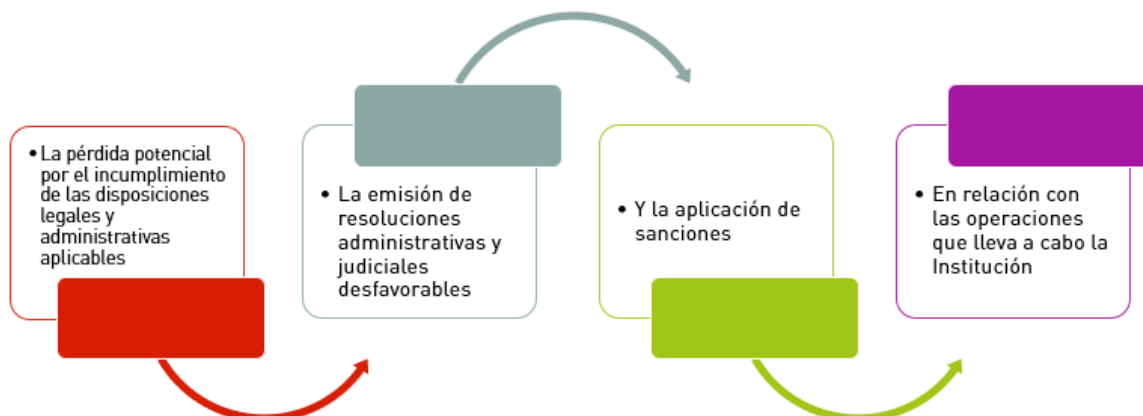 • La pérdida potencial
por el incumplimiento
de las disposiciones
legales y
administrativas
aplicables
• La emisión de
resoluciones
administrativas y
judiciales
desfavorables
• Y la aplicación de
sanciones
• En relación con
las operaciones
que lleva a cabo la
Institución